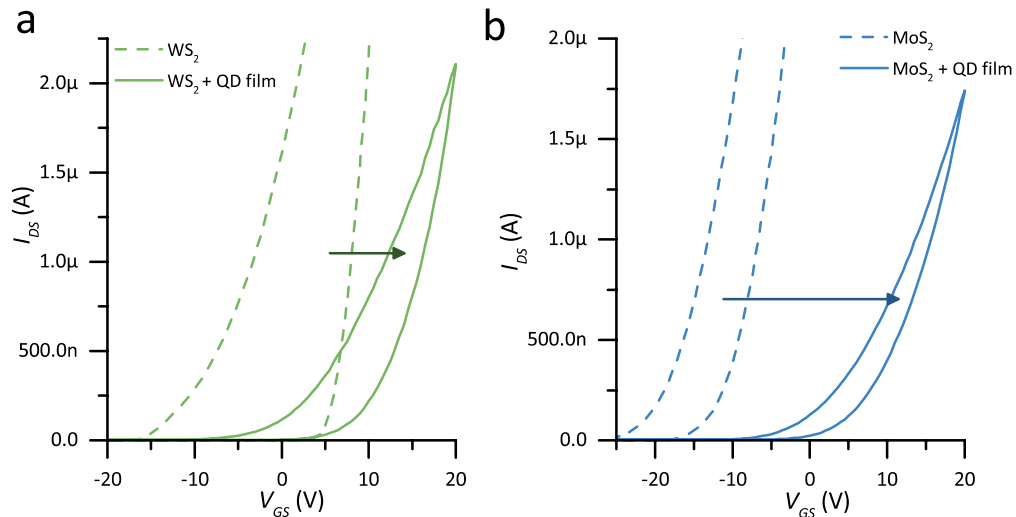 a
WS2
WS2 + QD film
2.0µ
1.5µ
1.0µ
500.0n
0.0
IDS (A)
-20
-10
0
10
20
VGS (V)
b
MoS2
MoS2 + QD film
2.0µ
1.5µ
1.0µ
500.0n
0.0
IDS (A)
-20
-10
0
10
20
VGS (V)